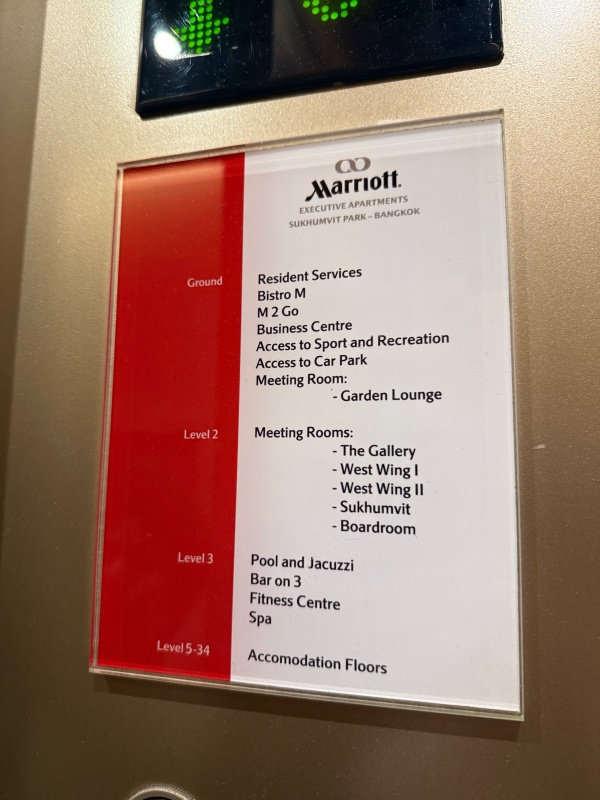 Marriott.
EXECUTIVE APARTMENTS
SUKHUMVIT PARK – BANGKOK
Ground
Resident Services
Bistro M
M 2 Go
Business Centre
Access to Sport and Recreation
Access to Car Park
Meeting Room:
- Garden Lounge
Level 2
Meeting Rooms:
- The Gallery
- West Wing I
- West Wing II
- Sukhumvit
- Boardroom
Level 3
Pool and Jacuzzi
Bar on 3
Fitness Centre
Spa
Level 5-34
Accomodation Floors